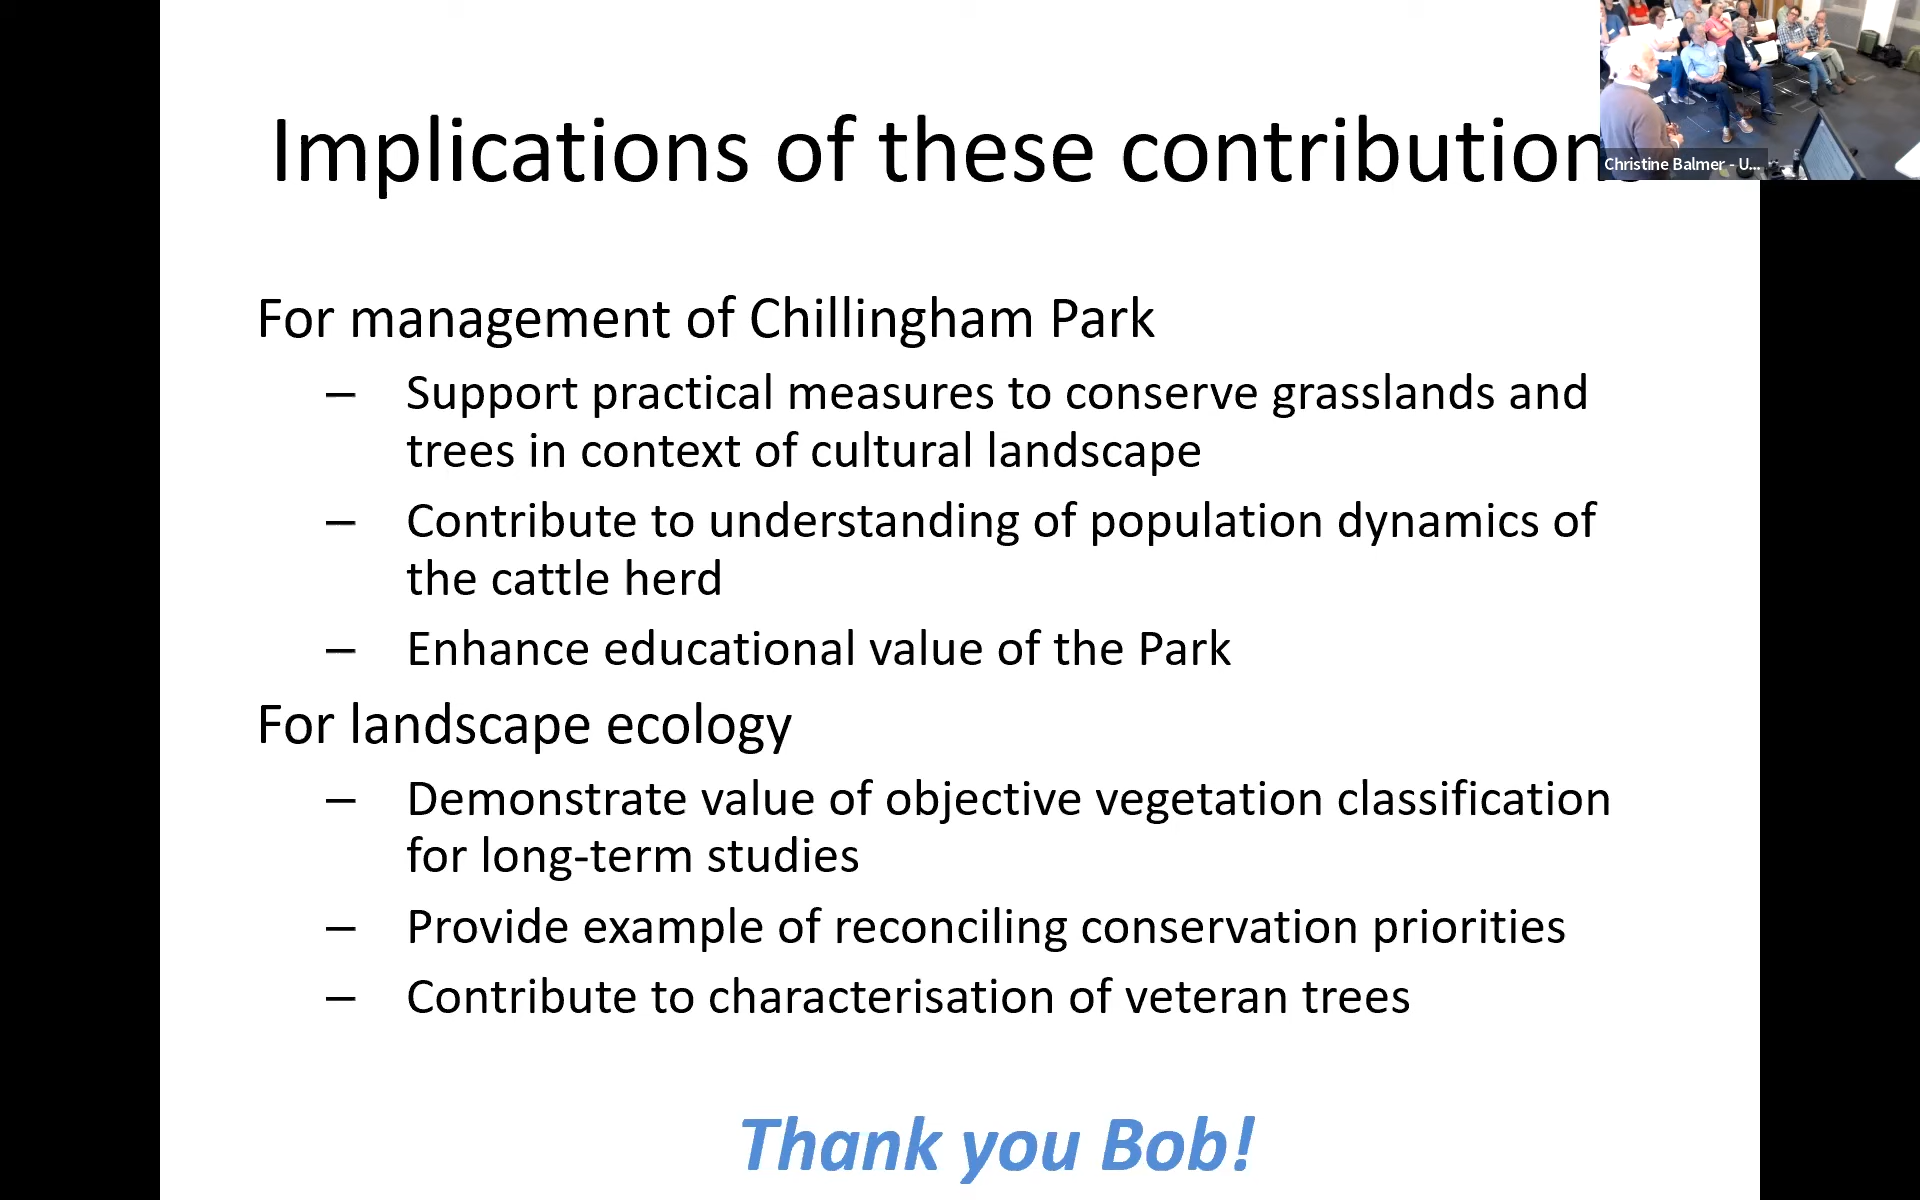 Implications of these contribution
Christine Balmer - U...
For management of Chillingham Park
– Support practical measures to conserve grasslands and
trees in context of cultural landscape
– Contribute to understanding of population dynamics of
the cattle herd
– Enhance educational value of the Park
For landscape ecology
– Demonstrate value of objective vegetation classification
for long-term studies
– Provide example of reconciling conservation priorities
– Contribute to characterisation of veteran trees
Thank you Bob!